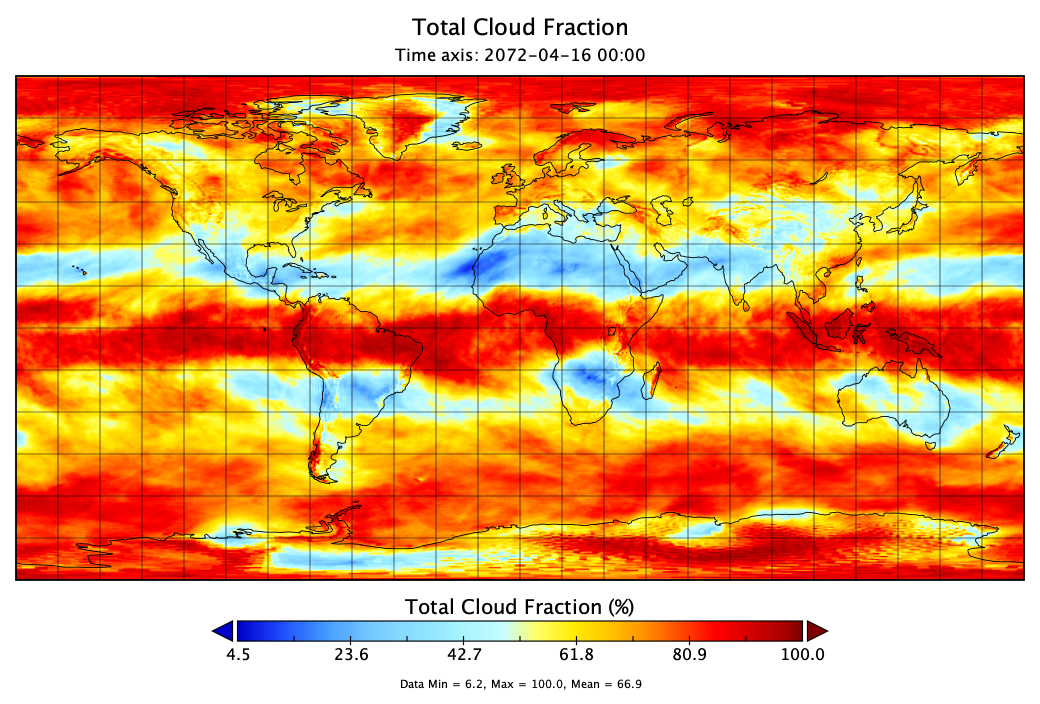 Total Cloud Fraction
Time axis: 2072-04-16 00:00
Total Cloud Fraction (%)
4.5 23.6 42.7 61.8 80.9 100.0
Data Min = 6.2, Max = 100.0, Mean = 66.9